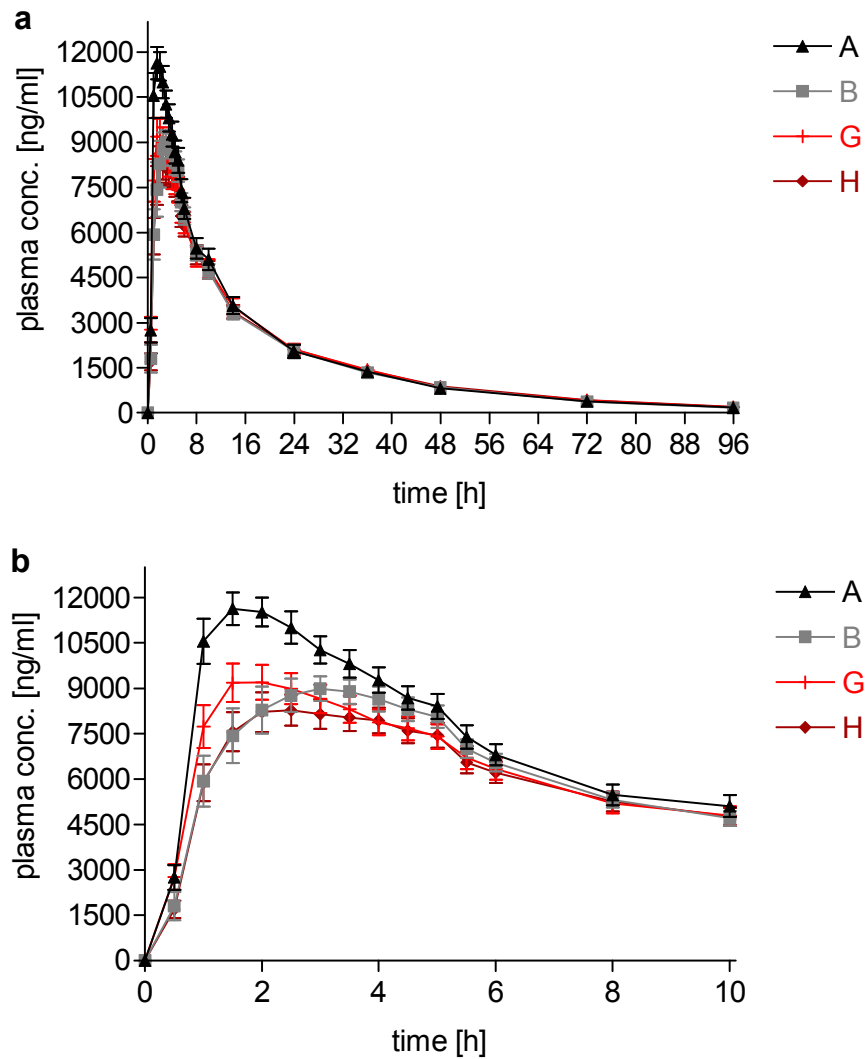 a
12000
10500
9000
7500
6000
4500
3000
1500
0
plasma conc. [ng/ml]
0 8 16 24 32 40 48 56 64 72 80 88 96
time [h]
A
B
G
H
b
12000
10500
9000
7500
6000
4500
3000
1500
0
plasma conc. [ng/ml]
0 2 4 6 8 10
time [h]
A
B
G
H